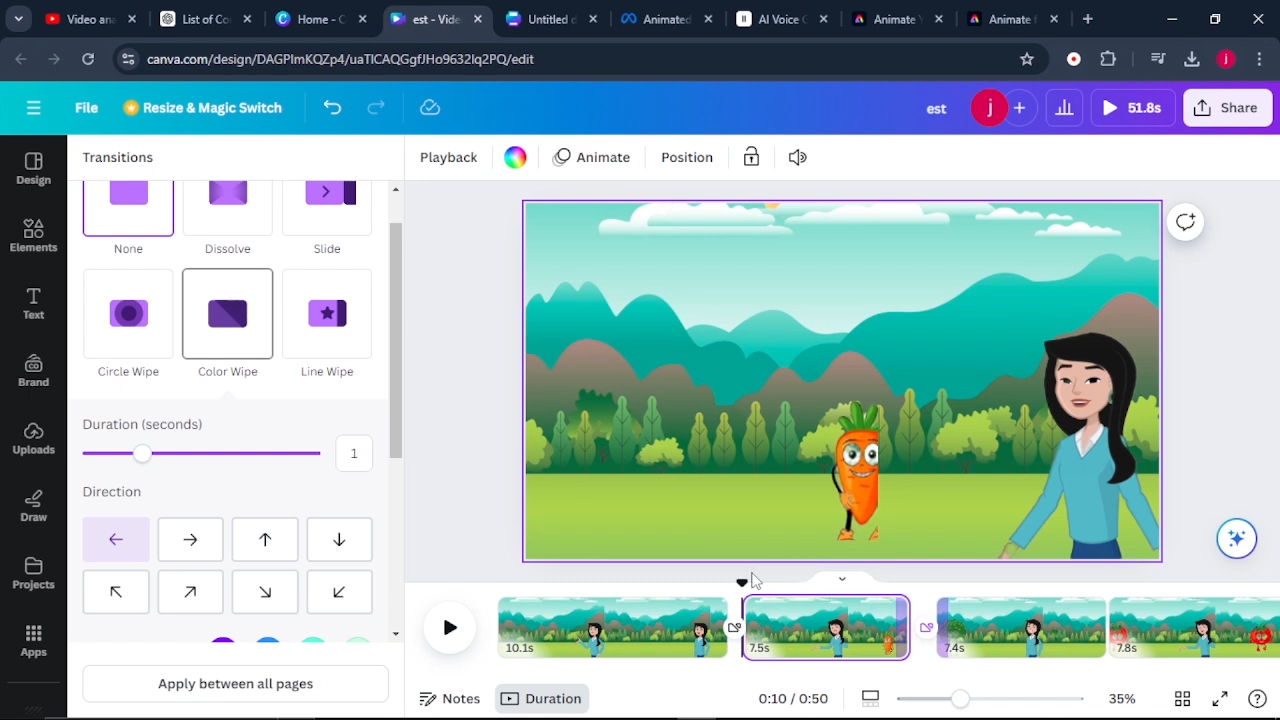 Video an
List of Co
Home - C
est - Vide
Untitled d
Animated
AI Voice C
Animate
Animate F
canva.com/design/DAGPlmKQZp4/uaTlCAQGgfJHo9632lq2PQ/edit
j
File
Resize & Magic Switch
est
j
51.8s
Share
Design
Elements
Text
Brand
Uploads
Draw
Projects
Apps
Transitions
None
Dissolve
Slide
Circle Wipe
Color Wipe
Line Wipe
Duration (seconds)
1
Direction
Apply between all pages
Playback
Animate
Position
10.1s
7.5s
7.4s
7.8s
Notes
Duration
0:10 / 0:50
35%